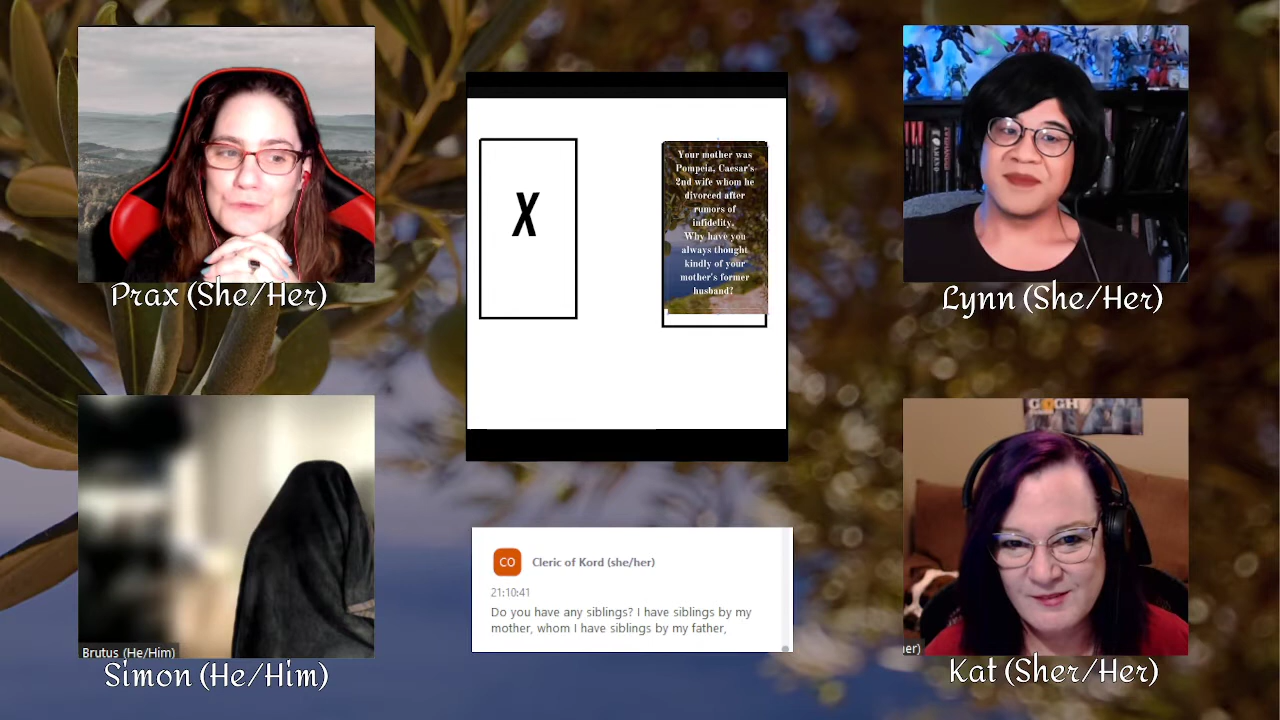 GOGH
X
Your mother was
Pompeia, Caesar's
2nd wife whom he
divorced after
rumors of
infidelity.
Why have you
always thought
kindly of your
mother's former
husband?
Prax (She/Her)
Lynn (She/Her)
CO
Cleric of Kord (she/her)
21:10:41
Do you have any siblings? I have siblings by my
mother, whom I have siblings by my father,
Brutus (He/Him)
er)
Simon (He/Him)
Kat (Sher/Her)